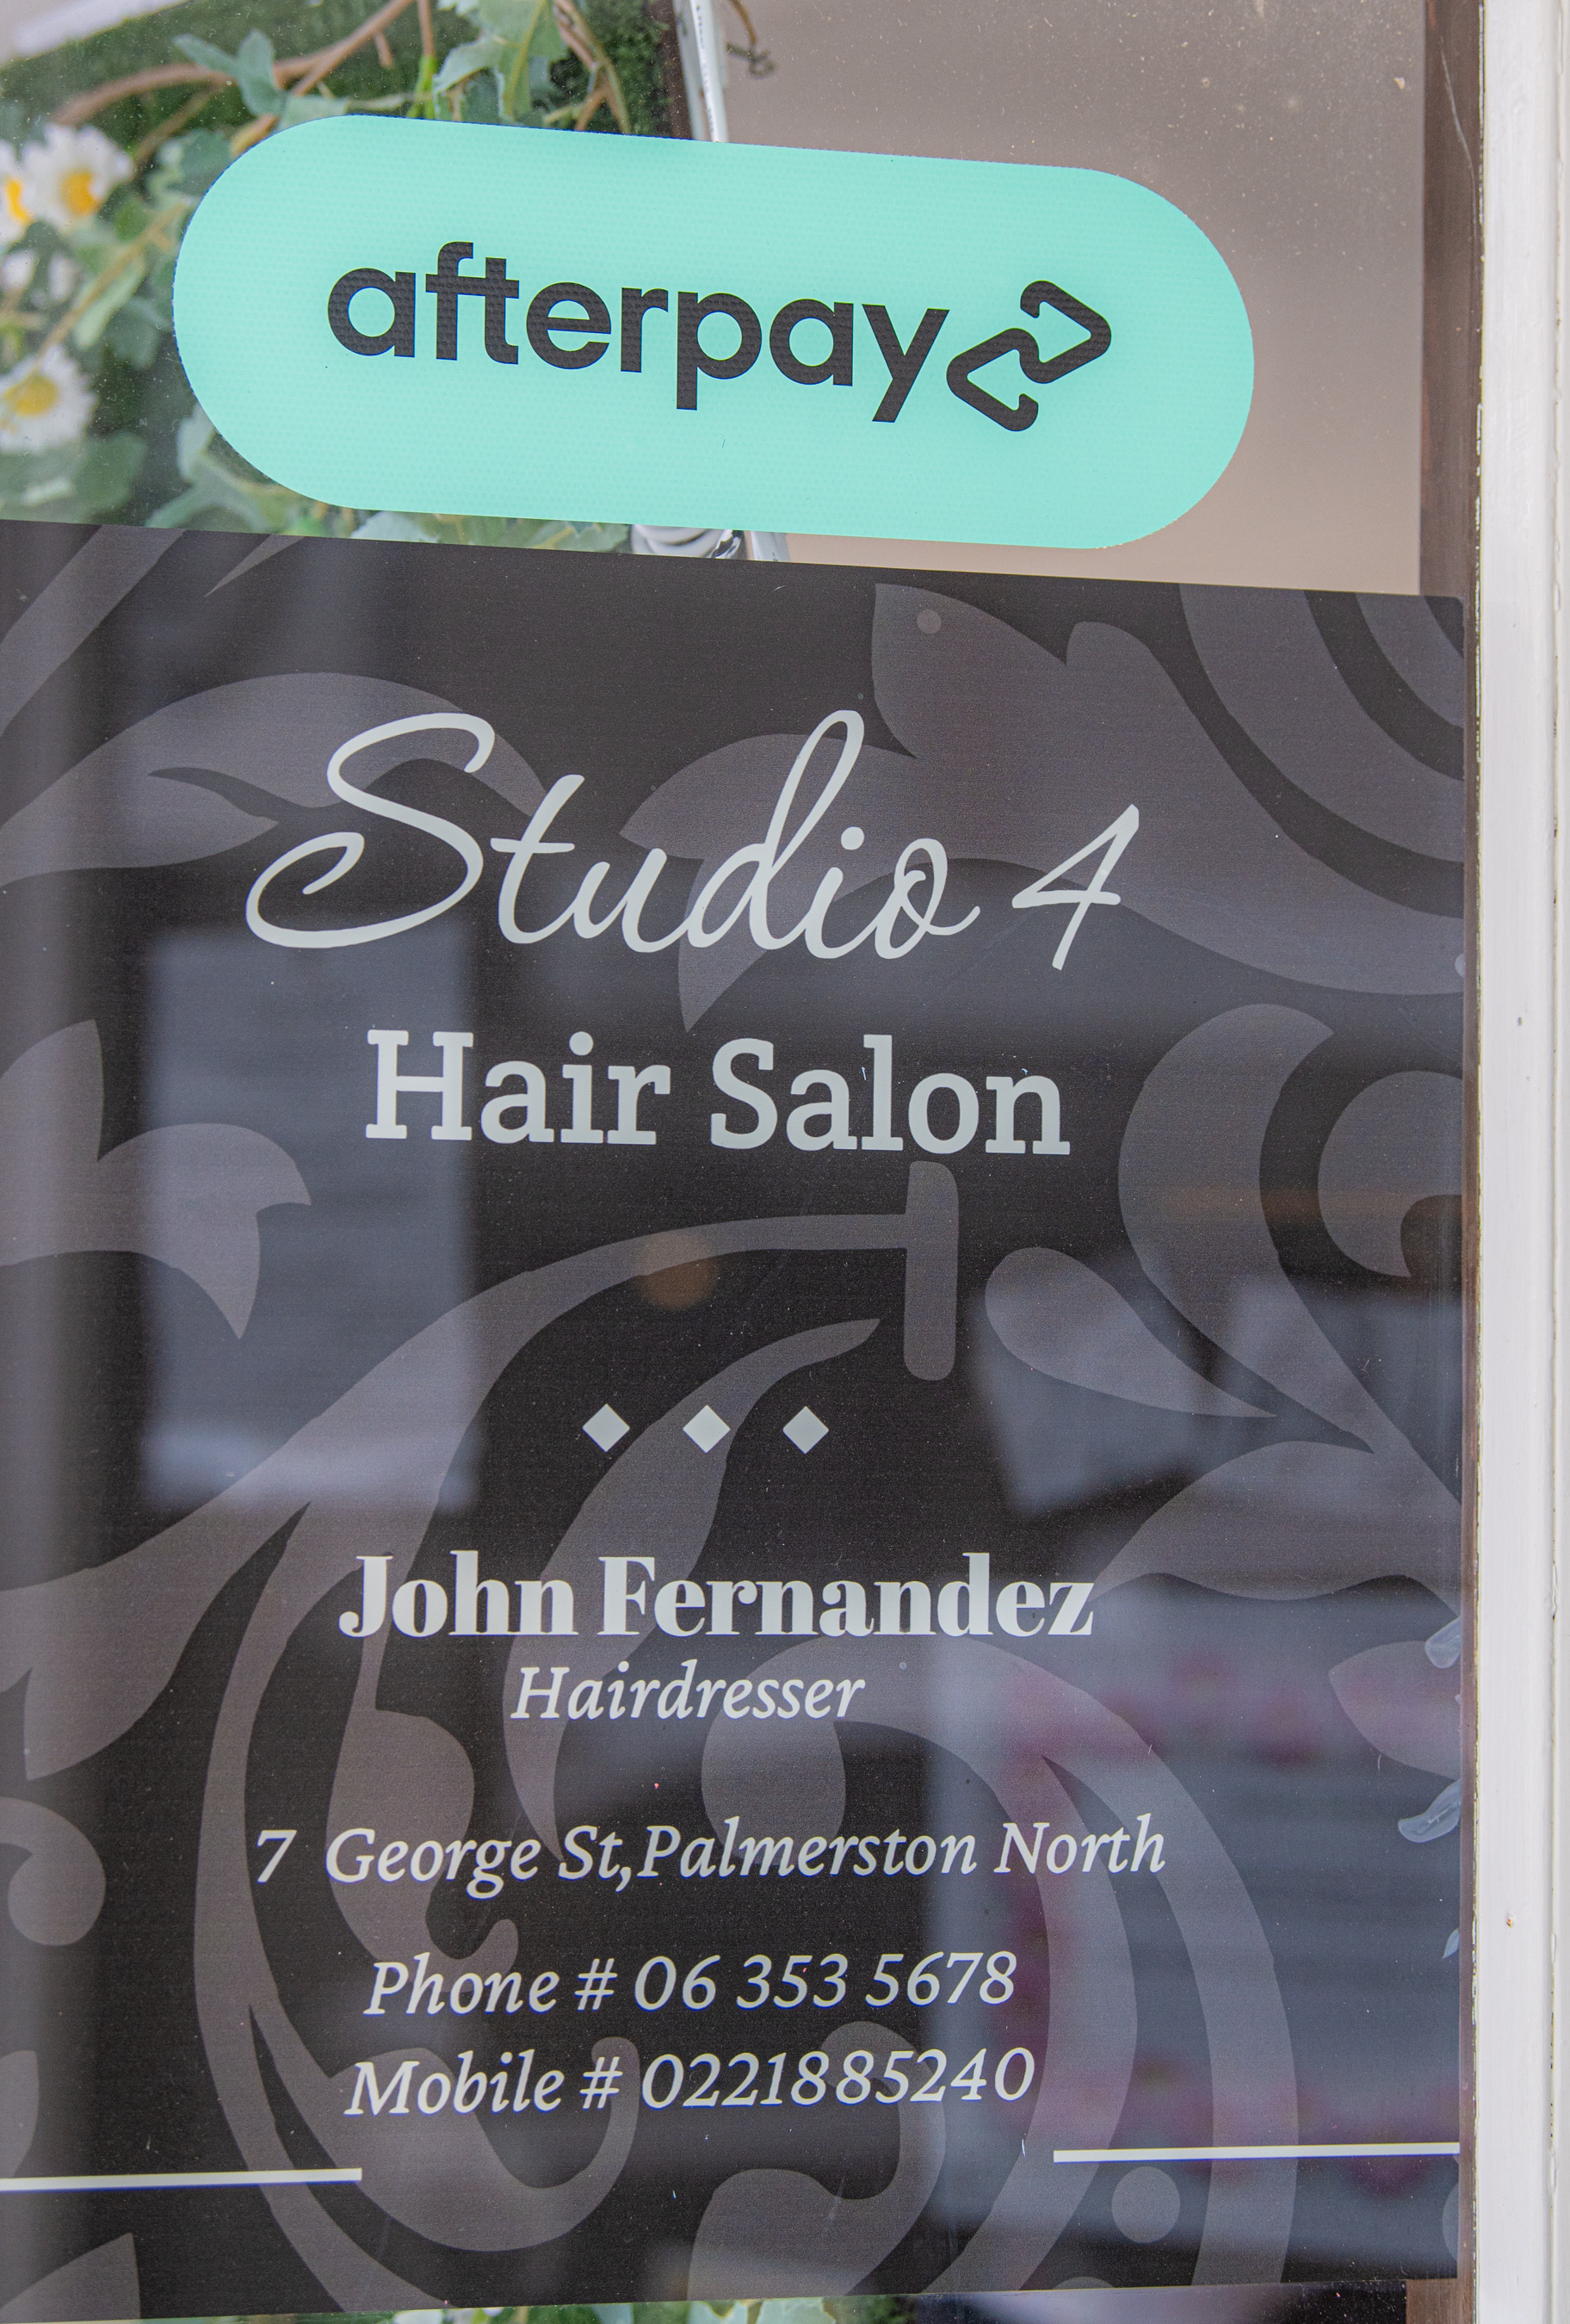 afterpay
Studio 4
Hair Salon
John Fernandez
Hairdresser
7 George St,Palmerston North
Phone # 06 353 5678
Mobile # 0221885240